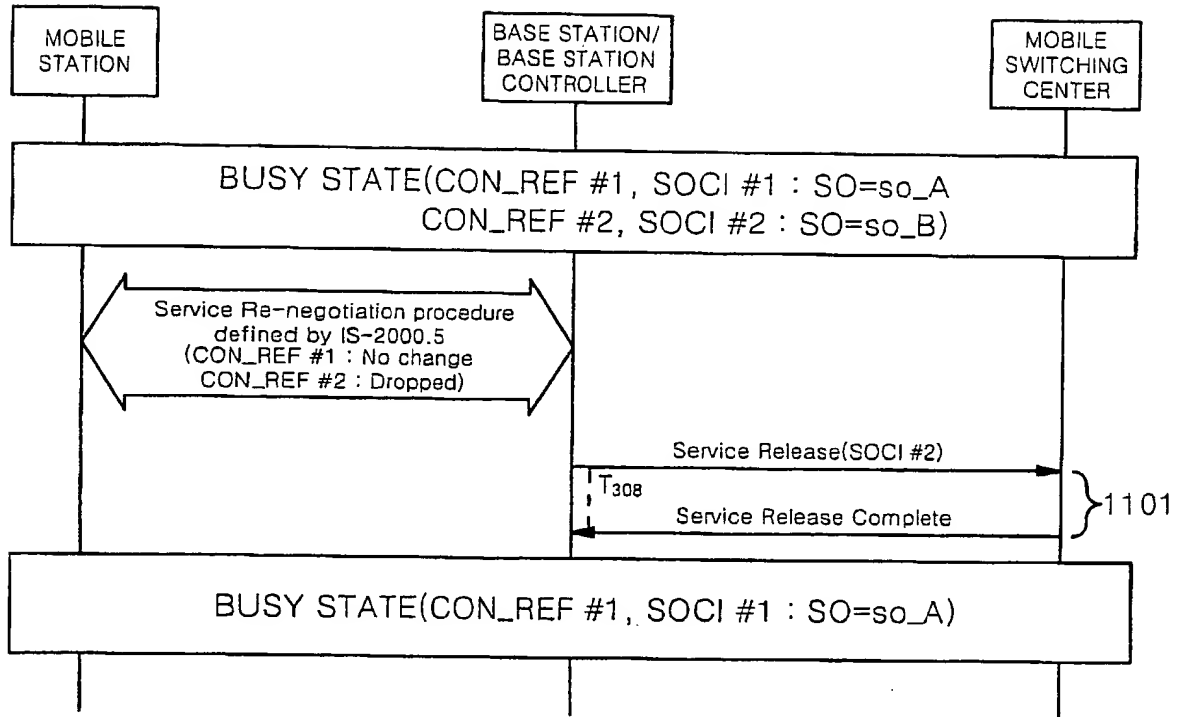 MOBILE
STATION
BASE STATION/
BASE STATION
CONTROLLER
MOBILE
SWITCHING
CENTER
BUSY STATE(CON_REF #1, SOCI #1 : SO=so_A
CON_REF #2, SOCI #2 : SO=so_B)
Service Re-negotiation procedure
defined by IS-2000.5
(CON_REF #1 : No change
CON_REF #2 : Dropped)
Service Release(SOCI #2)
T308
1101
Service Release Complete
BUSY STATE(CON_REF #1, SOCI #1 : SO=so_A)